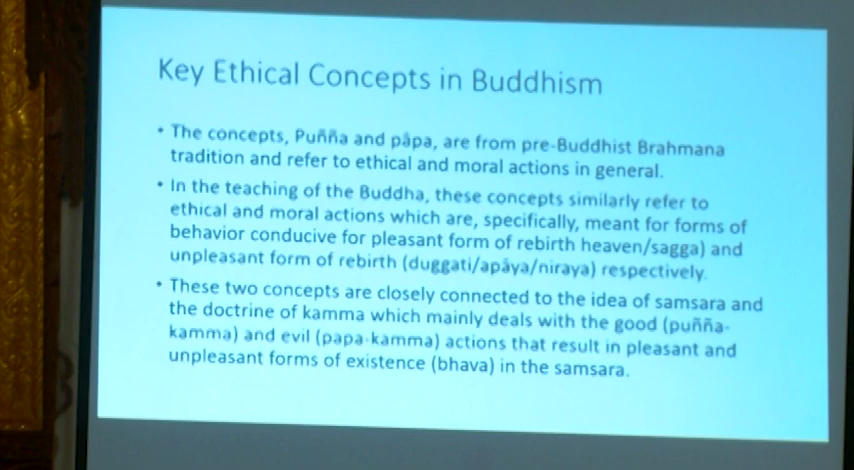 Key Ethical Concepts in Buddhism
• The concepts, Puñña and pâpa, are from pre-Buddhist Brahmana
tradition and refer to ethical and moral actions in general.
• In the teaching of the Buddha, these concepts similarly refer to
ethical and moral actions which are, specifically, meant for forms of
behavior conducive for pleasant form of rebirth heaven/sagga) and
unpleasant form of rebirth (duggati/apâya/niraya) respectively.
• These two concepts are closely connected to the idea of samsara and
the doctrine of kamma which mainly deals with the good (puñña-
kamma) and evil (papa-kamma) actions that result in pleasant and
unpleasant forms of existence (bhava) in the samsara.